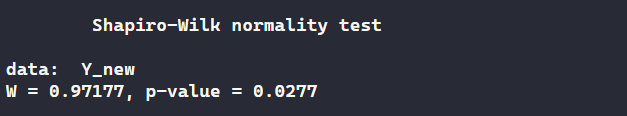 Shapiro-Wilk normality test
data:  Y_new
W = 0.97177, p-value = 0.0277